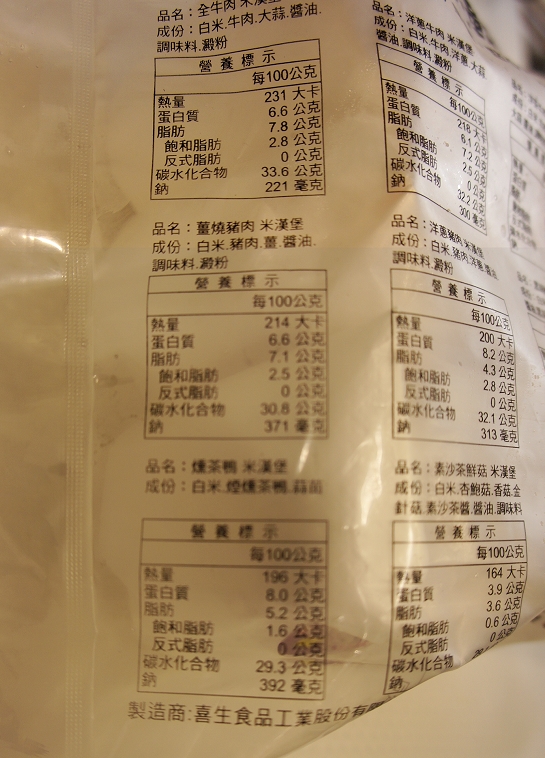 品名：全牛肉 米漢堡
成份：白米.牛肉.大蒜.醬油.
調味料.澱粉
營養標示
每100公克
熱量 231 大卡
蛋白質 6.6 公克
脂肪 7.8 公克
飽和脂肪 2.8 公克
反式脂肪 0 公克
碳水化合物 33.6 公克
鈉 221 毫克
品名：洋蔥牛肉 米漢堡
成份：白米.牛肉.洋蔥.大蒜
醬油.調味料.澱粉
營養標示
每100公克
熱量 218 大卡
蛋白質 6.1 公克
脂肪 7.2 公克
飽和脂肪 2.5 公克
反式脂肪 0 公克
碳水化合物 32.2 公克
鈉 300 毫克
品名：薑燒豬肉 米漢堡
成份：白米.豬肉.薑.醬油.
調味料.澱粉
營養標示
每100公克
熱量 214 大卡
蛋白質 6.6 公克
脂肪 7.1 公克
飽和脂肪 2.5 公克
反式脂肪 0 公克
碳水化合物 30.8 公克
鈉 371 毫克
品名：洋蔥豬肉 米漢堡
成份：白米.豬肉.洋蔥.醬油
調味料.澱粉
營養標示
每100公克
熱量 200 大卡
蛋白質 8.2 公克
脂肪 4.3 公克
飽和脂肪 2.8 公克
反式脂肪 0 公克
碳水化合物 32.1 公克
鈉 313 毫克
品名：燻茶鴨 米漢堡
成份：白米.煙燻茶鴨.蒜苗
營養標示
每100公克
熱量 196 大卡
蛋白質 8.0 公克
脂肪 5.2 公克
飽和脂肪 1.6 公克
反式脂肪 0 公克
碳水化合物 29.3 公克
鈉 392 毫克
品名：素沙茶鮮菇 米漢堡
成份：白米.杏鮑菇.香菇.金
針菇.素沙茶醬.醬油.調味料
營養標示
每100公克
熱量 164 大卡
蛋白質 3.9 公克
脂肪 3.6 公克
飽和脂肪 0.6 公克
反式脂肪 0 公克
碳水化合物
鈉
製造商:喜生食品工業股份有